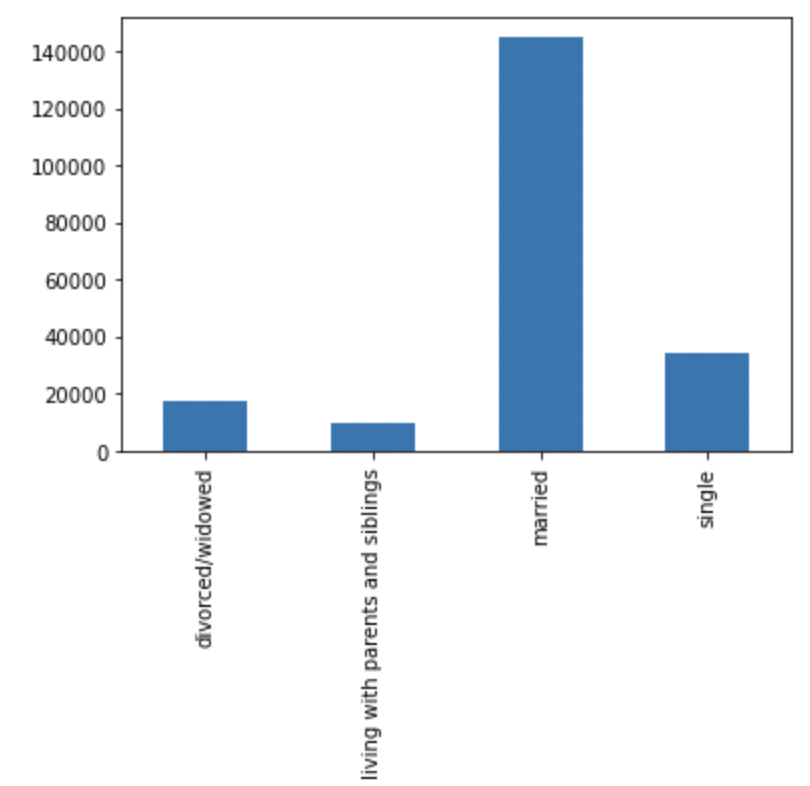 140000
120000
100000
80000
60000
40000
20000
0
divorced/widowed
living with parents and siblings
married
single